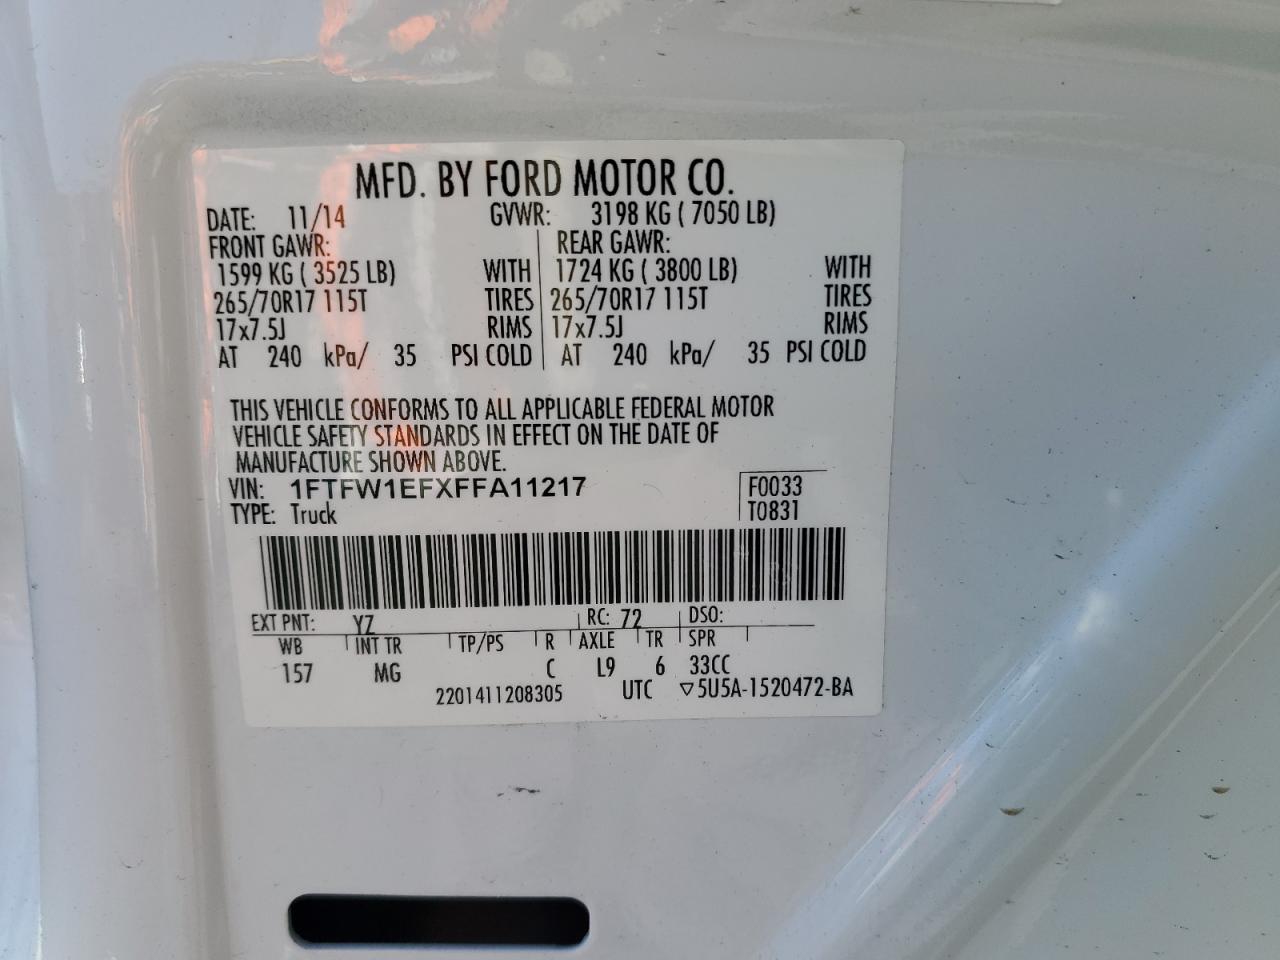 MFD. BY FORD MOTOR CO.
DATE: 11/14 GVWR: 3198 KG ( 7050 LB)
FRONT GAWR: REAR GAWR:
1599 KG ( 3525 LB) WITH 1724 KG ( 3800 LB) WITH
265/70R17 115T TIRES 265/70R17 115T TIRES
17x7.5J RIMS 17x7.5J RIMS
AT 240 kPa/ 35 PSI COLD AT 240 kPa/ 35 PSI COLD
THIS VEHICLE CONFORMS TO ALL APPLICABLE FEDERAL MOTOR
VEHICLE SAFETY STANDARDS IN EFFECT ON THE DATE OF
MANUFACTURE SHOWN ABOVE.
VIN: 1FTFW1EFXFFA11217 F0033
TYPE: Truck T0831
EXT PNT: YZ RC: 72 DSO:
WB INT TR TP/PS R AXLE TR SPR
157 MG C L9 6 33CC
2201411208305 UTC ▽5U5A-1520472-BA